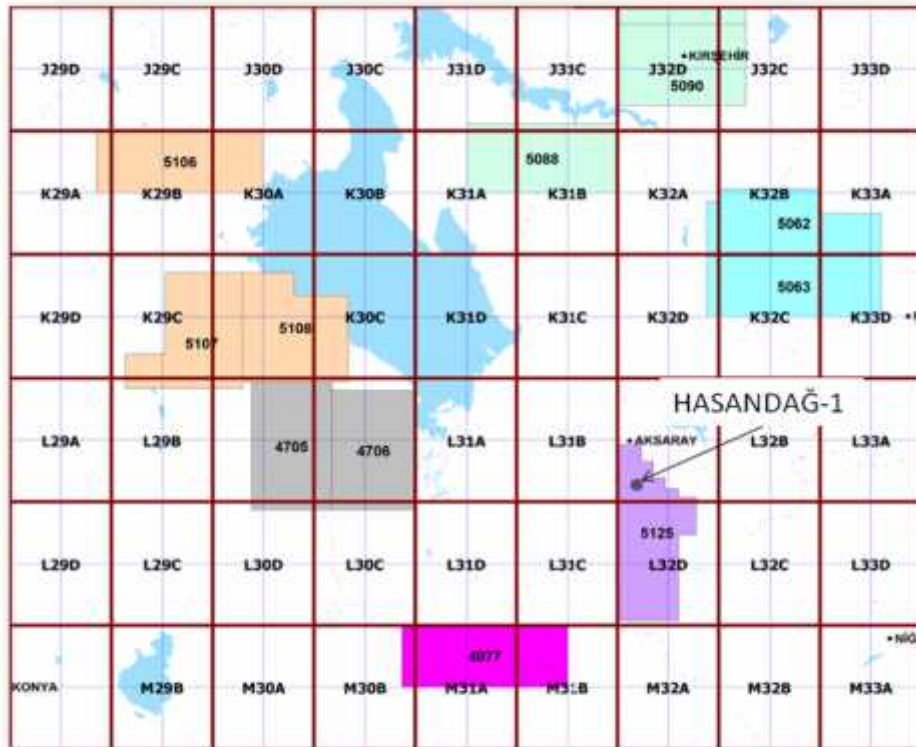 J29D J29C J30D J30C J31D J31C J32D J32C J33D
KIRŞEHİR
5090
5106
5088
K29A K29B K30A K30B K31A K31B K32A K32B K33A
5062
5063
K29D K29C K30C K31D K31C K32D K32C K33D
5107
5108
HASANDAĞ-1
L29A L29B L31A L31B AKSARAY L32B L33A
4705
4706
5125
L29D L29C L30D L30C L31D L31C L32D L32C L33D
4077
KONYA M29B M30A M30B M31A M31B M32A M32B M33A